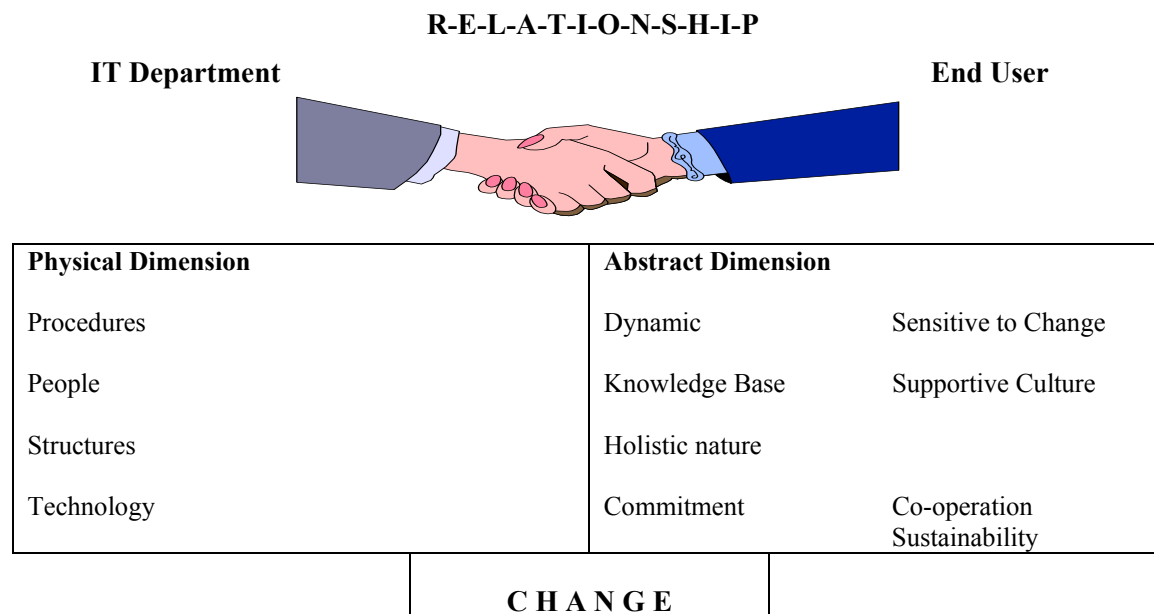 R-E-L-A-T-I-O-N-S-H-I-P
IT Department End User
Physical Dimension Abstract Dimension
Procedures Dynamic Sensitive to Change
People Knowledge Base Supportive Culture
Structures Holistic nature
Technology Commitment Co-operation
Sustainability
C H A N G E